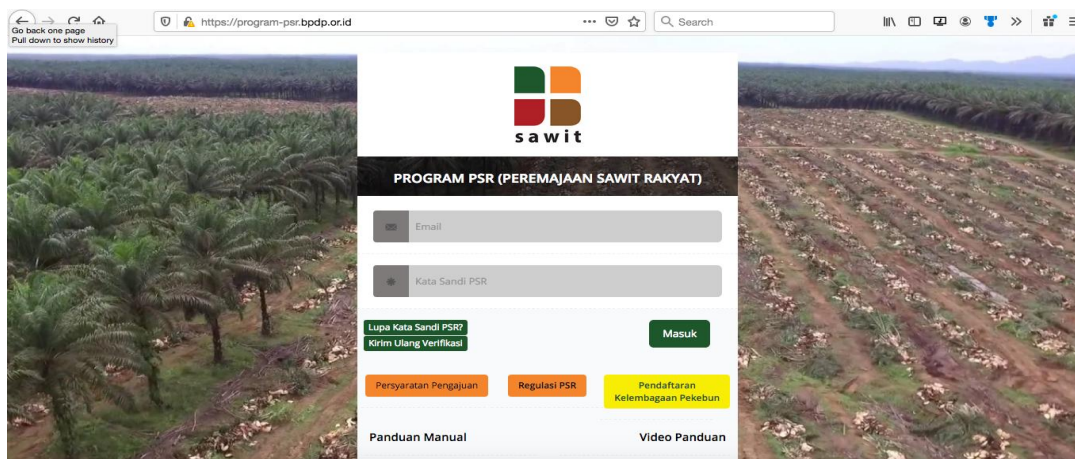 Go back one page
Pull down to show history
https://program-psr.bpdp.or.id
Search
sawit
PROGRAM PSR (PEREMAJAAN SAWIT RAKYAT)
Email
Kata Sandi PSR
Lupa Kata Sandi PSR?
Kirim Ulang Verifikasi
Masuk
Persyaratan Pengajuan
Regulasi PSR
Pendaftaran
Kelembagaan Pekebun
Panduan Manual
Video Panduan